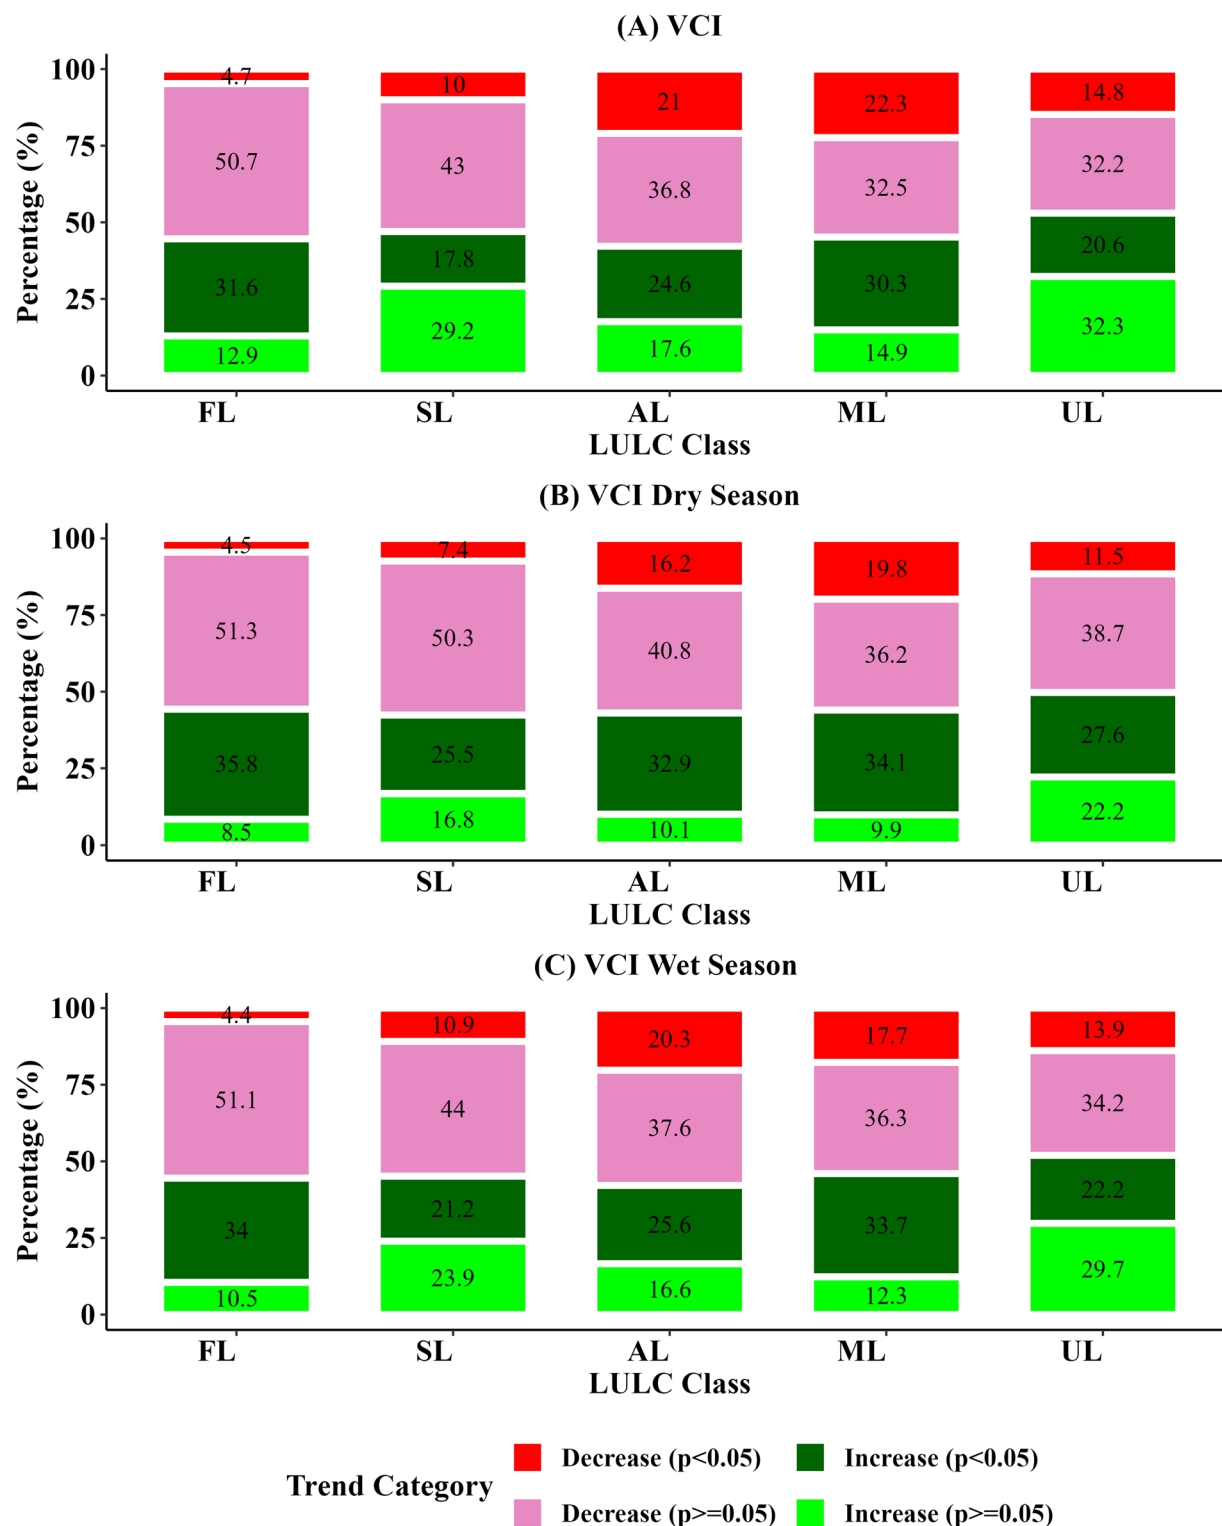 (A) VCI
Percentage (%)
100
75
50
25
0
4.7 10 21 22.3 14.8
50.7 43 36.8 32.5 32.2
31.6 17.8 24.6 30.3 20.6
12.9 29.2 17.6 14.9 32.3
FL SL AL ML UL
LULC Class
(B) VCI Dry Season
Percentage (%)
100
75
50
25
0
4.5 7.4 16.2 19.8 11.5
51.3 50.3 40.8 36.2 38.7
35.8 25.5 32.9 34.1 27.6
8.5 16.8 10.1 9.9 22.2
FL SL AL ML UL
LULC Class
(C) VCI Wet Season
Percentage (%)
100
75
50
25
0
4.4 10.9 20.3 17.7 13.9
51.1 44 37.6 36.3 34.2
34 21.2 25.6 33.7 22.2
10.5 23.9 16.6 12.3 29.7
FL SL AL ML UL
LULC Class
Trend Category
Decrease (p<0.05) Increase (p<0.05)
Decrease (p>=0.05) Increase (p>=0.05)